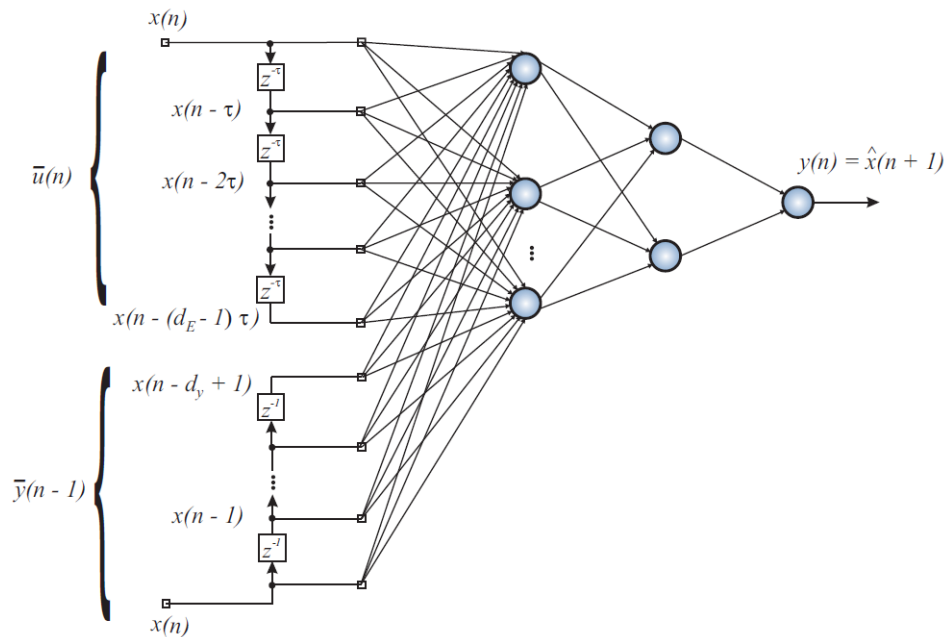 x(n)
z⁻ᵗ
x(n - τ)
z⁻ᵗ
x(n - 2τ)
u̅(n)
z⁻ᵗ
x(n - (d_E - 1) τ)
y(n) = x̂(n + 1)
x(n - d_y + 1)
z⁻¹
y̅(n - 1)
x(n - 1)
z⁻¹
x(n)